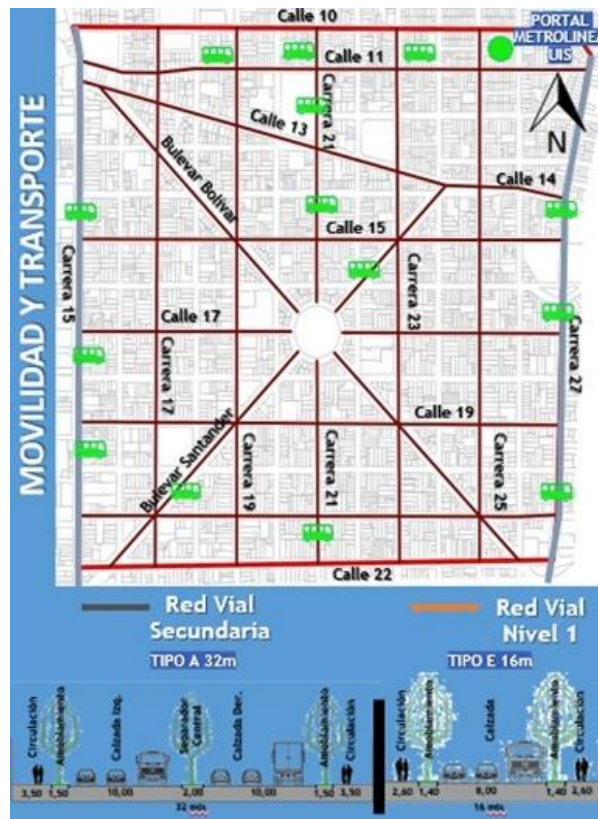 MOVILIDAD Y TRANSPORTE
Calle 10
PORTAL
METROLINEA
UIS
Calle 11
Carrera 21
N
Calle 13
Bulevar Bolivar
Calle 14
Calle 15
Carrera 15
Carrera 23
Calle 17
Carrera 27
Carrera 17
Calle 19
Bulevar Santander
Carrera 19
Carrera 21
Carrera 25
Calle 22
Red Vial
Secundaria
Red Vial
Nivel 1
TIPO A 32m
TIPO E 16m
Circulación
Amoblamiento
Calzada Izq.
Separador
Central
Calzada Der.
Amoblamiento
Circulación
Circulación
Amoblamiento
Calzada
Amoblamiento
Circulación
3,50 1,50 10,00 2,00 10,00 1,50 3,50
32 mts
2,60 1,40 8,00 1,40 2,60
16 mts